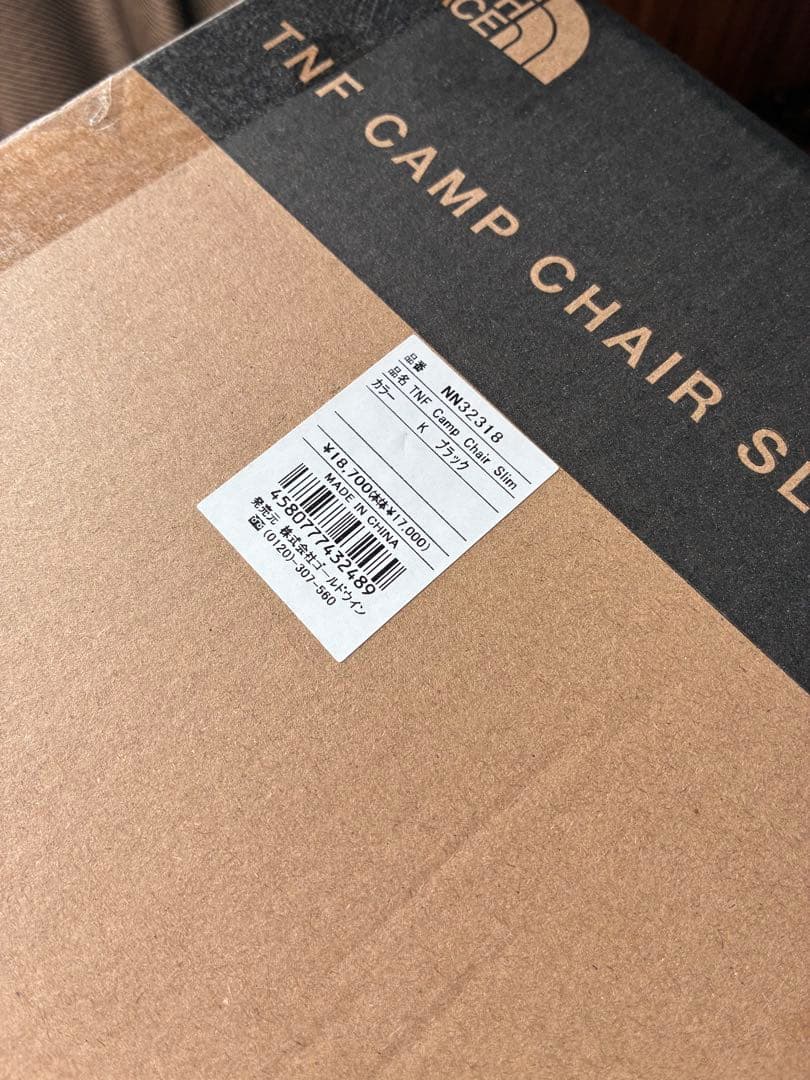 TNF CAMP CHAIR SL
品番 NN32318
品名 TNF Camp Chair Slim
カラー K ブラック
¥18,700(本体¥17,000)
MADE IN CHINA
4580777432489
発売元 株式会社ゴールドウイン
(0120)-307-560